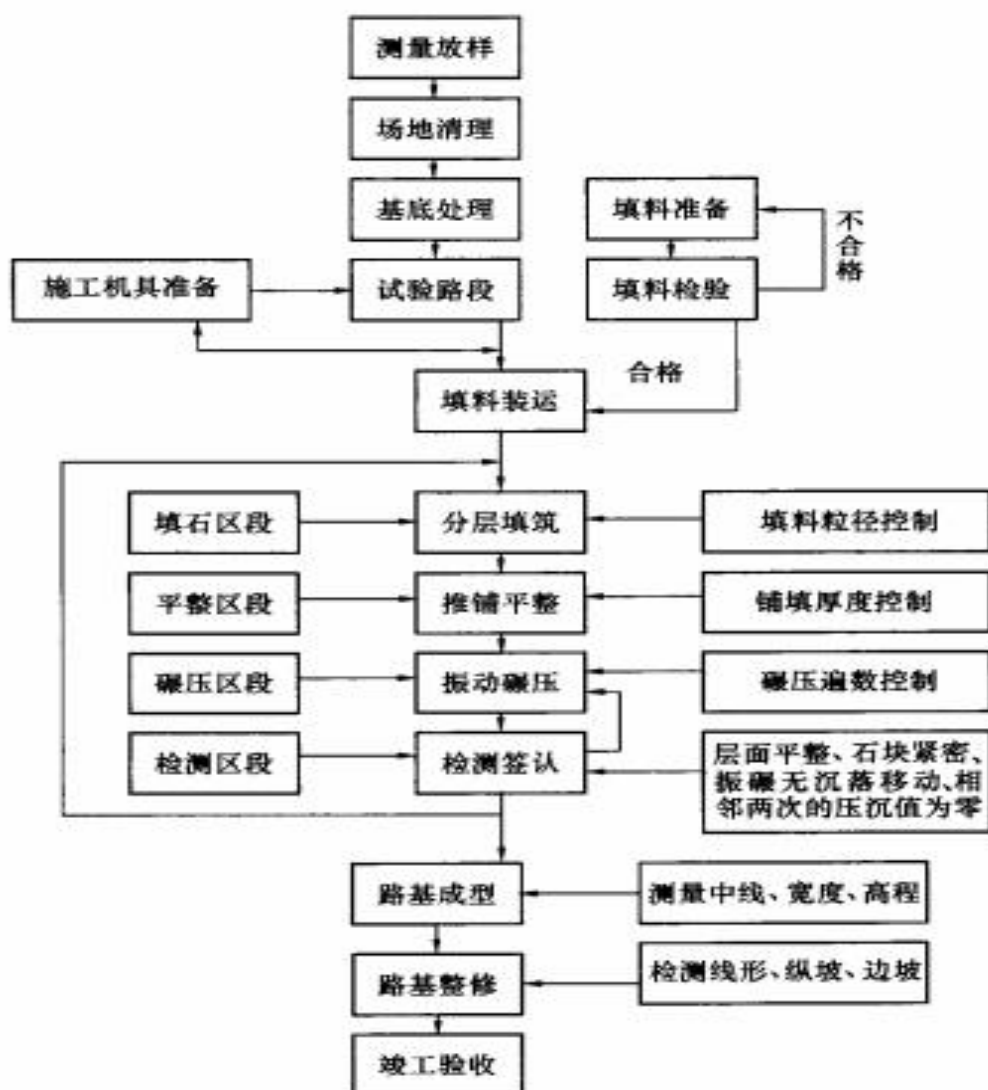 测量放样
场地清理
基底处理
填料准备
不合格
施工机具准备
试验路段
填料检验
合格
填料装运
填石区段
分层填筑
填料粒径控制
平整区段
推铺平整
铺填厚度控制
碾压区段
振动碾压
碾压遍数控制
检测区段
检测签认
层面平整、石块紧密、
振碾无沉落移动、相
邻两次的压沉值为零
路基成型
测量中线、宽度、高程
路基整修
检测线形、纵坡、边坡
竣工验收